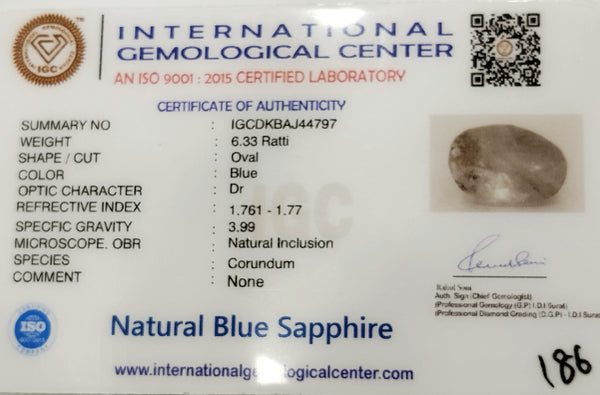 IGC
INTERNATIONAL
GEMOLOGICAL CENTER
AN ISO 9001 : 2015 CERTIFIED LABORATORY
CERTIFICATE OF AUTHENTICITY
SUMMARY NO : IGCDKBAJ44797
WEIGHT : 6.33 Ratti
SHAPE / CUT : Oval
COLOR : Blue
OPTIC CHARACTER : Dr
REFRECTIVE INDEX : 1.761 - 1.77
SPECFIC GRAVITY : 3.99
MICROSCOPE. OBR : Natural Inclusion
SPECIES : Corundum
COMMENT : None
IGC
Rahul Soni
Auth. Sign (Chief Gemologist)
(Professional Gemology (G.P) I.D.I Surat)
(Professional Diamond Grading (D.G.P) - I.D.I Surat)
ISO
Natural Blue Sapphire
186